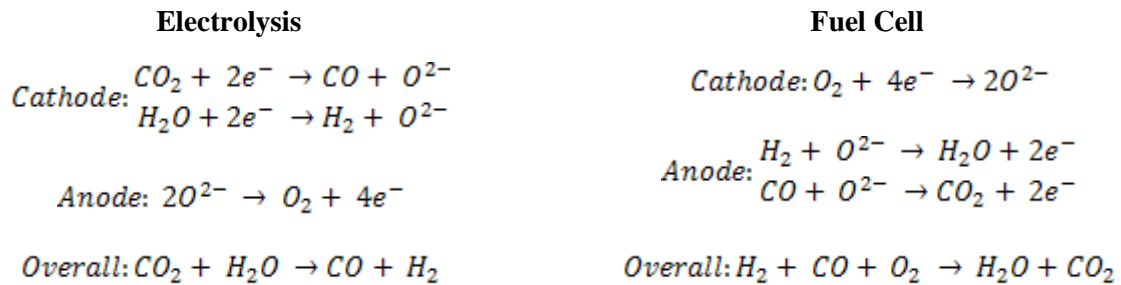 Electrolysis
Cathode: CO₂ + 2e⁻ → CO + O²⁻
H₂O + 2e⁻ → H₂ + O²⁻
Anode: 2O²⁻ → O₂ + 4e⁻
Overall: CO₂ + H₂O → CO + H₂
Fuel Cell
Cathode: O₂ + 4e⁻ → 2O²⁻
Anode: H₂ + O²⁻ → H₂O + 2e⁻
CO + O²⁻ → CO₂ + 2e⁻
Overall: H₂ + CO + O₂ → H₂O + CO₂